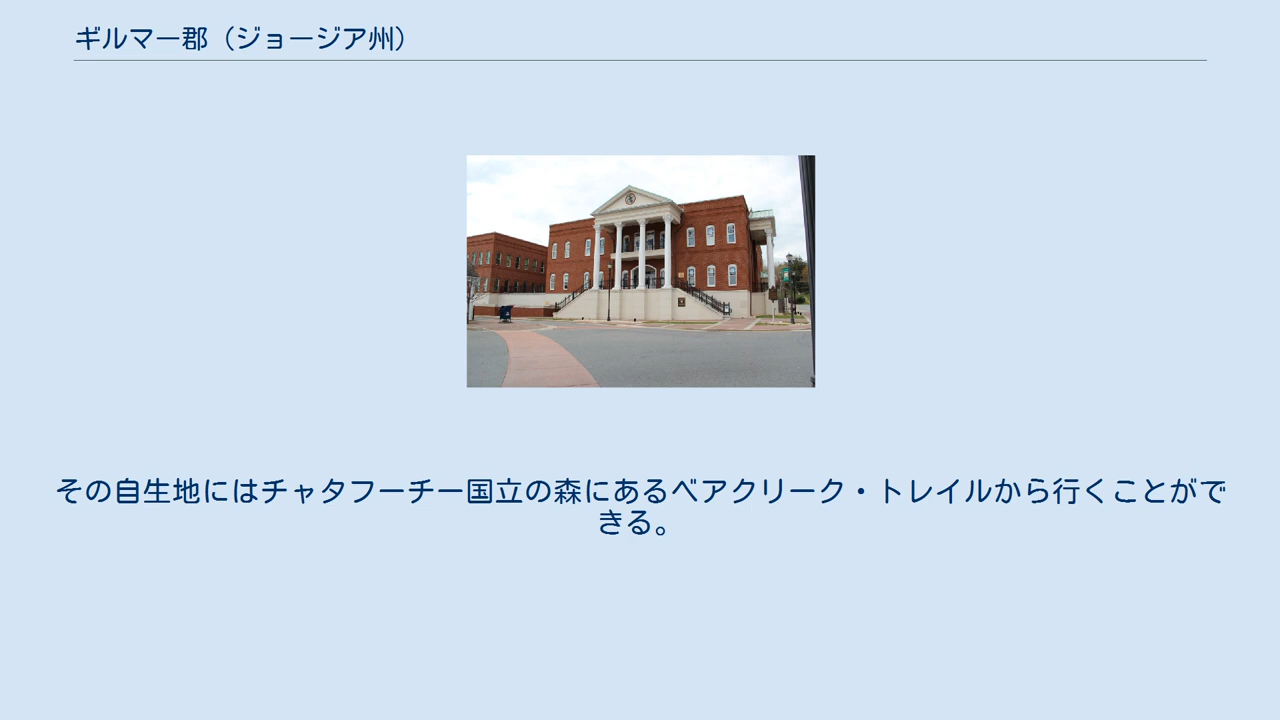 ギルマー郡（ジョージア州）
その自生地にはチャタフーチー国立の森にあるベアクリーク・トレイルから行くことがで
きる。